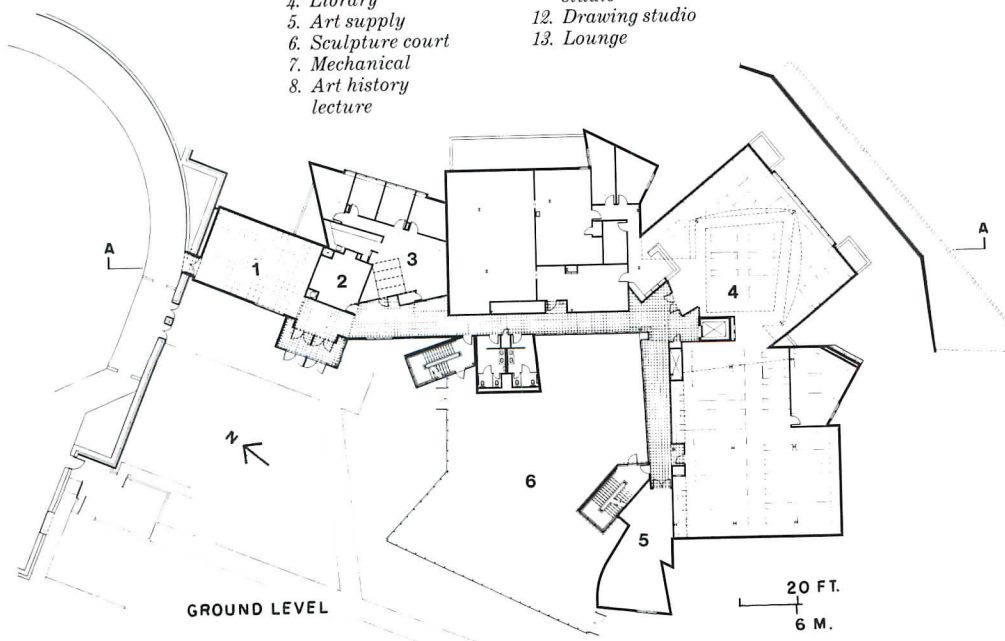 4. Library
5. Art supply
6. Sculpture court
7. Mechanical
8. Art history
lecture
studio
12. Drawing studio
13. Lounge
A
A
1
2
3
4
N
6
5
GROUND LEVEL
20 FT.
6 M.